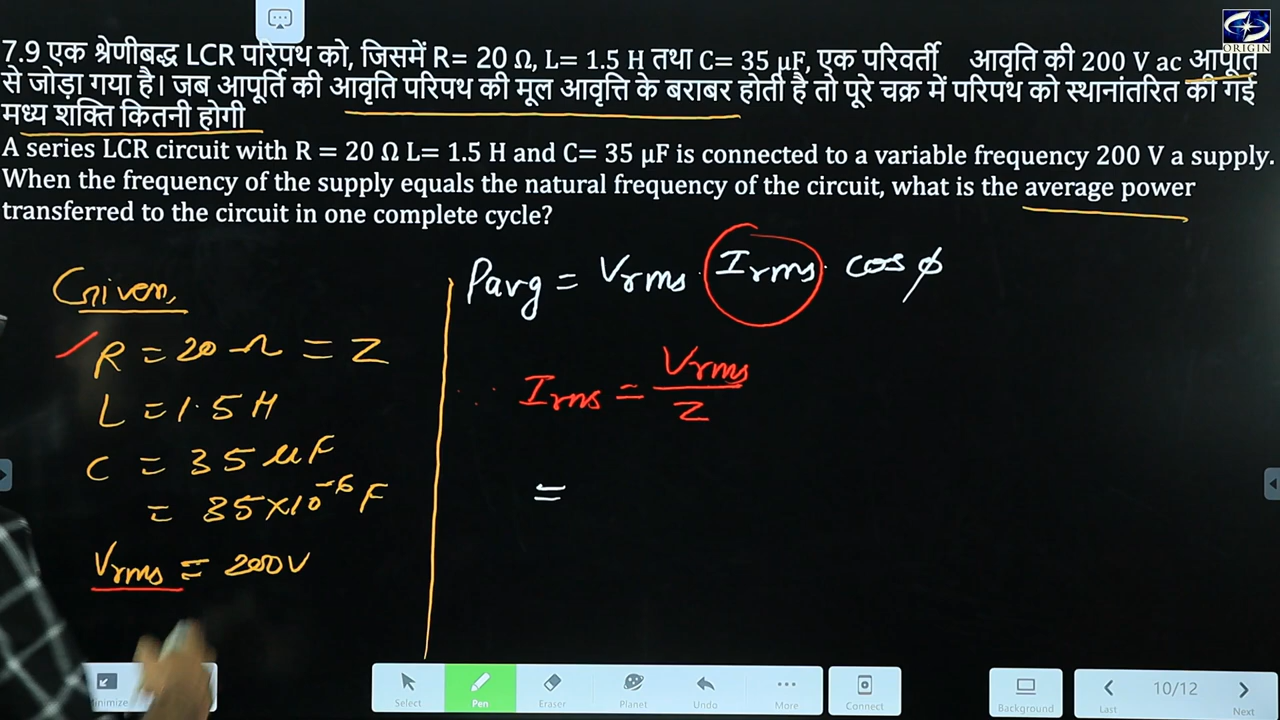 ORIGIN
7.9 एक श्रेणीबद्ध LCR परिपथ को, जिसमें R= 20 Ω, L= 1.5 H तथा C= 35 μF, एक परिवर्ती आवृति की 200 V ac आपूर्ति
से जोड़ा गया है। जब आपूर्ति की आवृति परिपथ की मूल आवृत्ति के बराबर होती है तो पूरे चक्र में परिपथ को स्थानांतरित की गई
मध्य शक्ति कितनी होगी
A series LCR circuit with R = 20 Ω L= 1.5 H and C= 35 μF is connected to a variable frequency 200 V a supply.
When the frequency of the supply equals the natural frequency of the circuit, what is the average power
transferred to the circuit in one complete cycle?
Given,
R = 20 Ω = Z
L = 1.5 H
C = 35 μF
= 35×10⁻⁶ F
Vrms = 200V
Pavg = Vrms · Irms · cos ϕ
∵ Irms = Vrms / Z
=
Minimize
Select
Pen
Eraser
Planet
Undo
More
Connect
Background
Last
10/12
Next